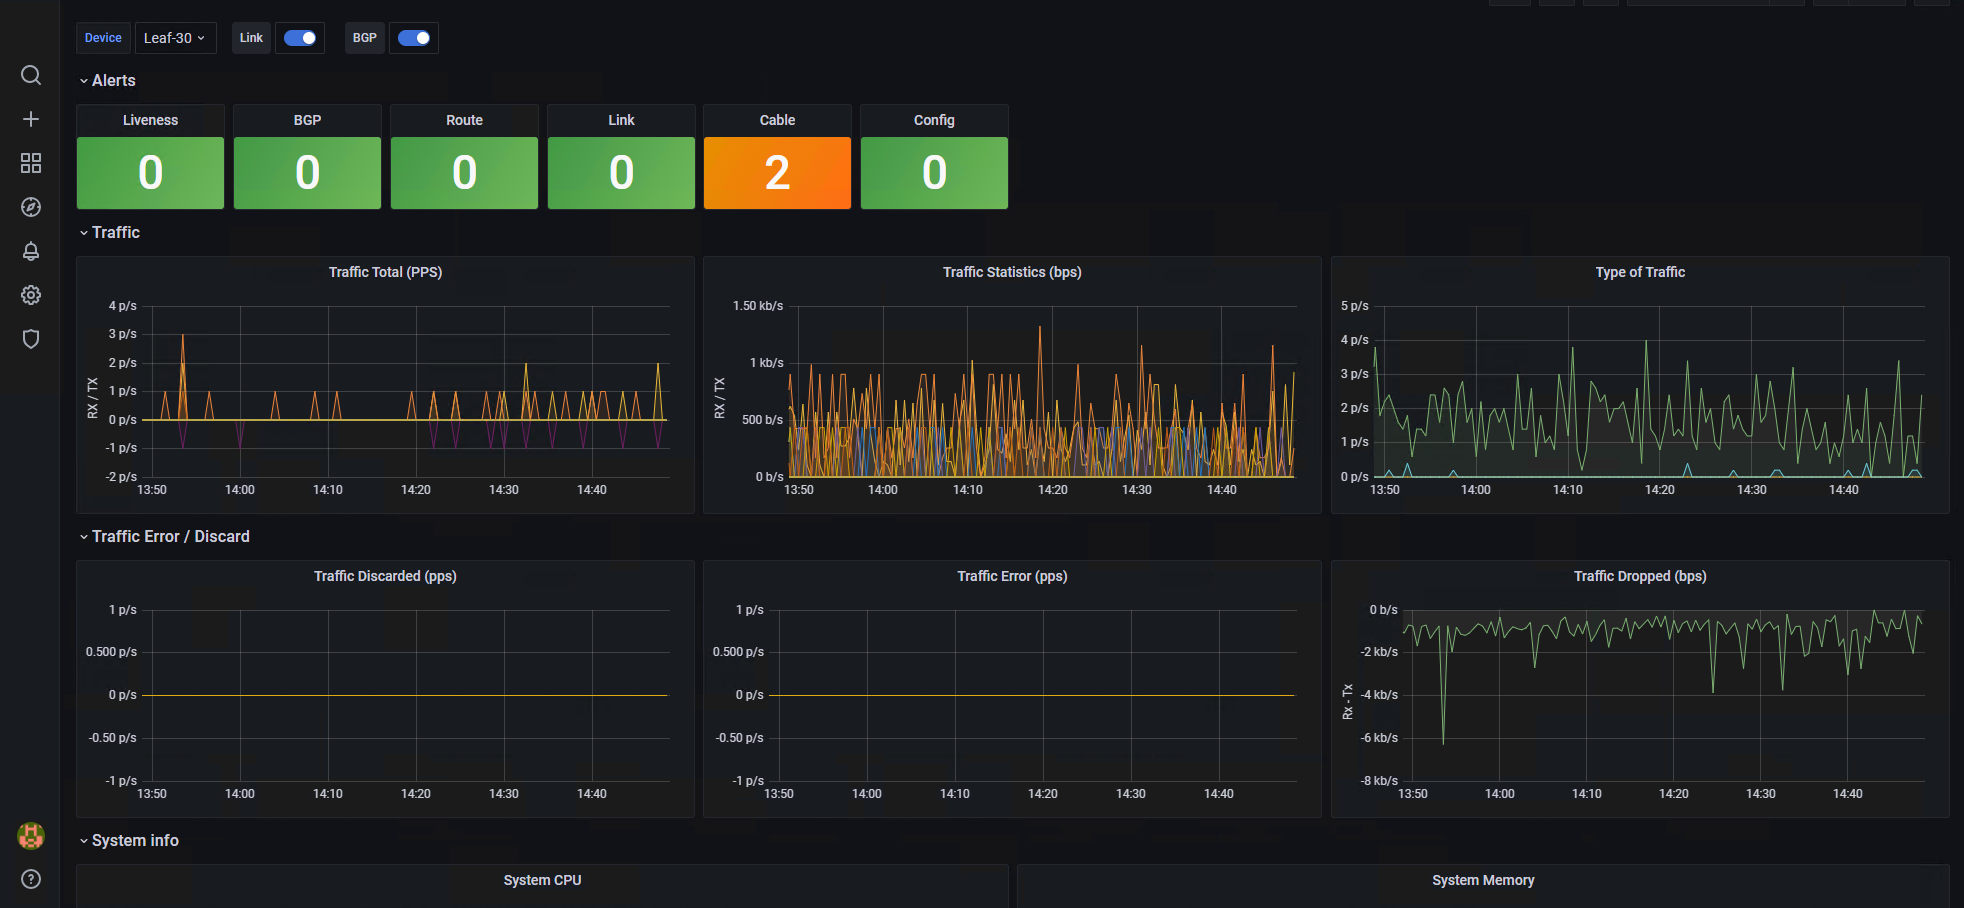 Device Leaf-30 Link BGP
Alerts
Liveness BGP Route Link Cable Config
0 0 0 0 2 0
Traffic
Traffic Total (PPS)
RX / TX
4 p/s
3 p/s
2 p/s
1 p/s
0 p/s
-1 p/s
-2 p/s
13:50 14:00 14:10 14:20 14:30 14:40
Traffic Statistics (bps)
RX / TX
1.50 kb/s
1 kb/s
500 b/s
0 b/s
13:50 14:00 14:10 14:20 14:30 14:40
Type of Traffic
5 p/s
4 p/s
3 p/s
2 p/s
1 p/s
0 p/s
13:50 14:00 14:10 14:20 14:30 14:40
Traffic Error / Discard
Traffic Discarded (pps)
1 p/s
0.500 p/s
0 p/s
-0.50 p/s
-1 p/s
13:50 14:00 14:10 14:20 14:30 14:40
Traffic Error (pps)
1 p/s
0.500 p/s
0 p/s
-0.50 p/s
-1 p/s
13:50 14:00 14:10 14:20 14:30 14:40
Traffic Dropped (bps)
Rx - Tx
0 b/s
-2 kb/s
-4 kb/s
-6 kb/s
-8 kb/s
13:50 14:00 14:10 14:20 14:30 14:40
System info
System CPU
System Memory